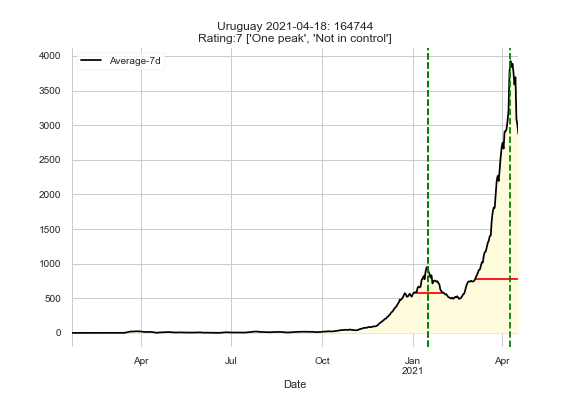 Uruguay 2021-04-18: 164744
Rating:7 ['One peak', 'Not in control']
Average-7d
4000
3500
3000
2500
2000
1500
1000
500
0
Apr
Jul
Oct
Jan
2021
Apr
Date